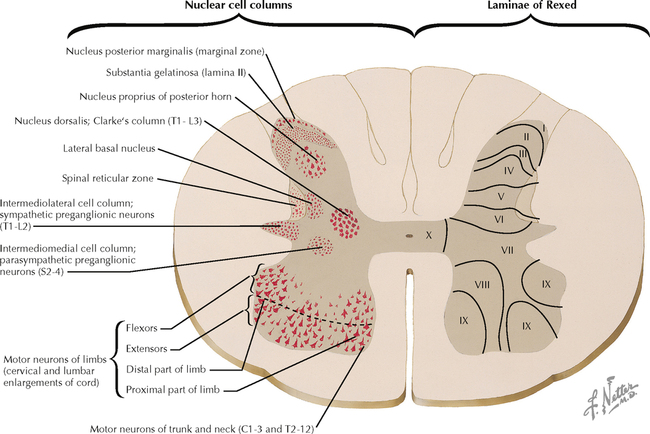 Nuclear cell columns
Laminae of Rexed
Nucleus posterior marginalis (marginal zone)
Substantia gelatinosa (lamina II)
Nucleus proprius of posterior horn
Nucleus dorsalis; Clarke's column (T1- L3)
Lateral basal nucleus
Spinal reticular zone
Intermediolateral cell column;
sympathetic preganglionic neurons
(T1-L2)
Intermediomedial cell column;
parasympathetic preganglionic
neurons (S2-4)
Flexors
Extensors
Distal part of limb
Proximal part of limb
Motor neurons of limbs
(cervical and lumbar
enlargements of cord)
Motor neurons of trunk and neck (C1-3 and T2-12)
I
II
III
IV
V
VI
X
VII
VIII
IX
IX
IX
F. Netter
M.D.